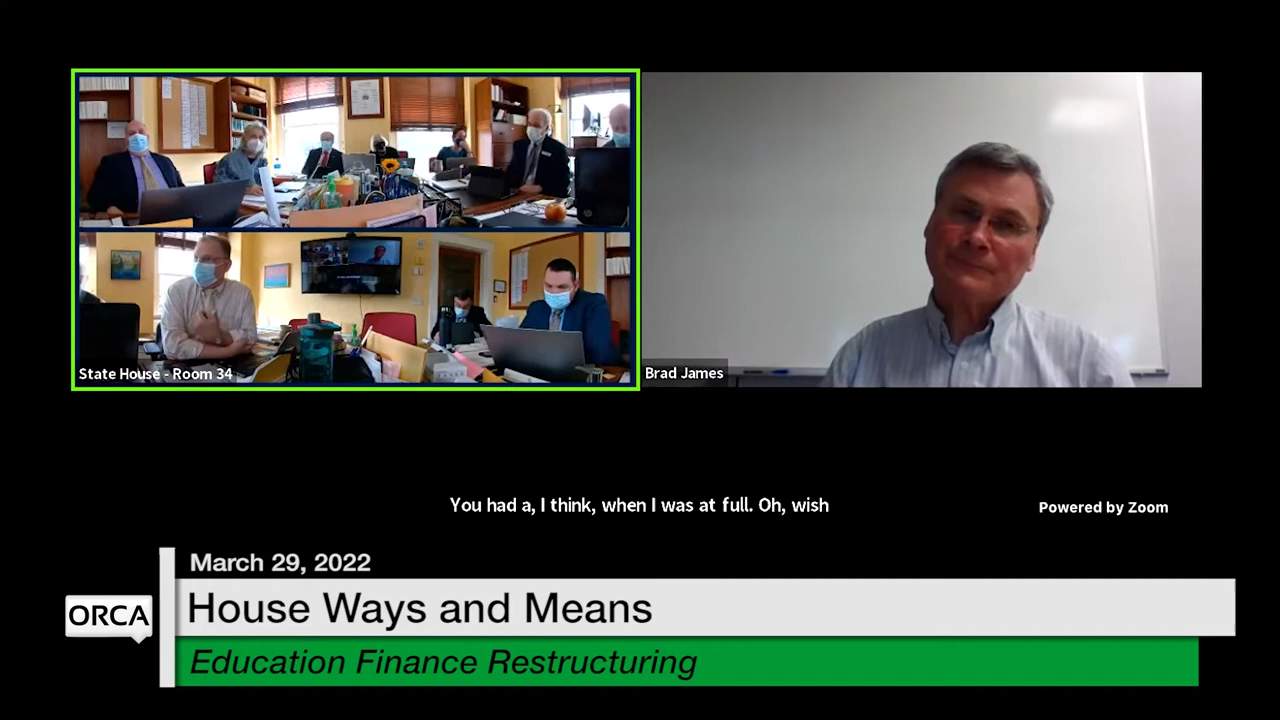 State House - Room 34
Brad James
You had a, I think, when I was at full. Oh, wish
Powered by Zoom
March 29, 2022
ORCA
House Ways and Means
Education Finance Restructuring